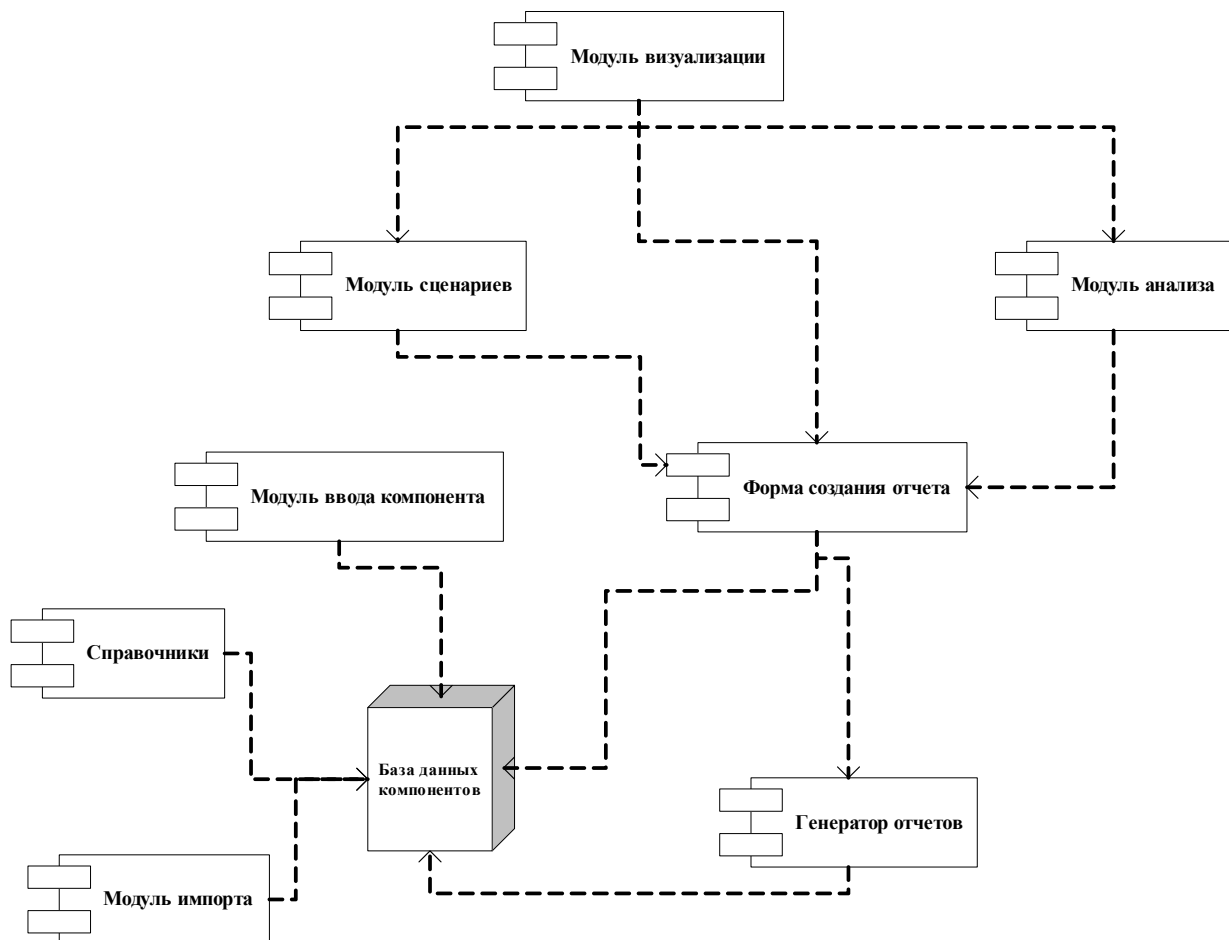 Модуль визуализации
Модуль сценариев
Модуль анализа
Модуль ввода компонента
Форма создания отчета
Справочники
База данных
компонентов
Генератор отчетов
Модуль импорта